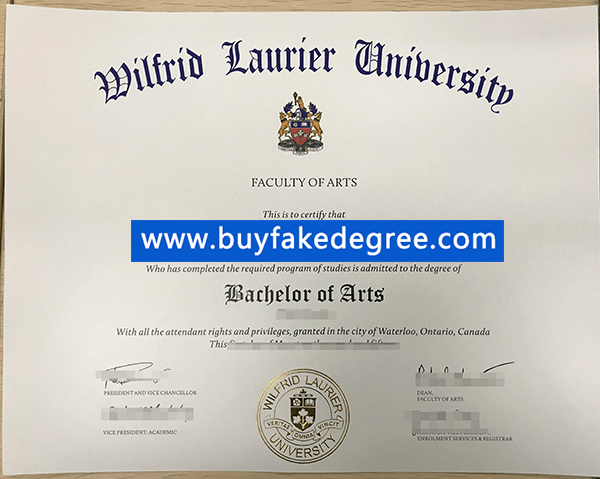 Wilfrid Laurier University
FACULTY OF ARTS
This is to certify that
www.buyfakedegree.com
Who has completed the required program of studies is admitted to the degree of
Bachelor of Arts
With all the attendant rights and privileges, granted in the city of Waterloo, Ontario, Canada
This
PRESIDENT AND VICE CHANCELLOR
VICE PRESIDENT: ACADEMIC
DEAN,
FACULTY OF ARTS
ENROLMENT SERVICES & REGISTRAR
WILFRID LAURIER
VERITAS OMNIA VINCIT
UNIVERSITY